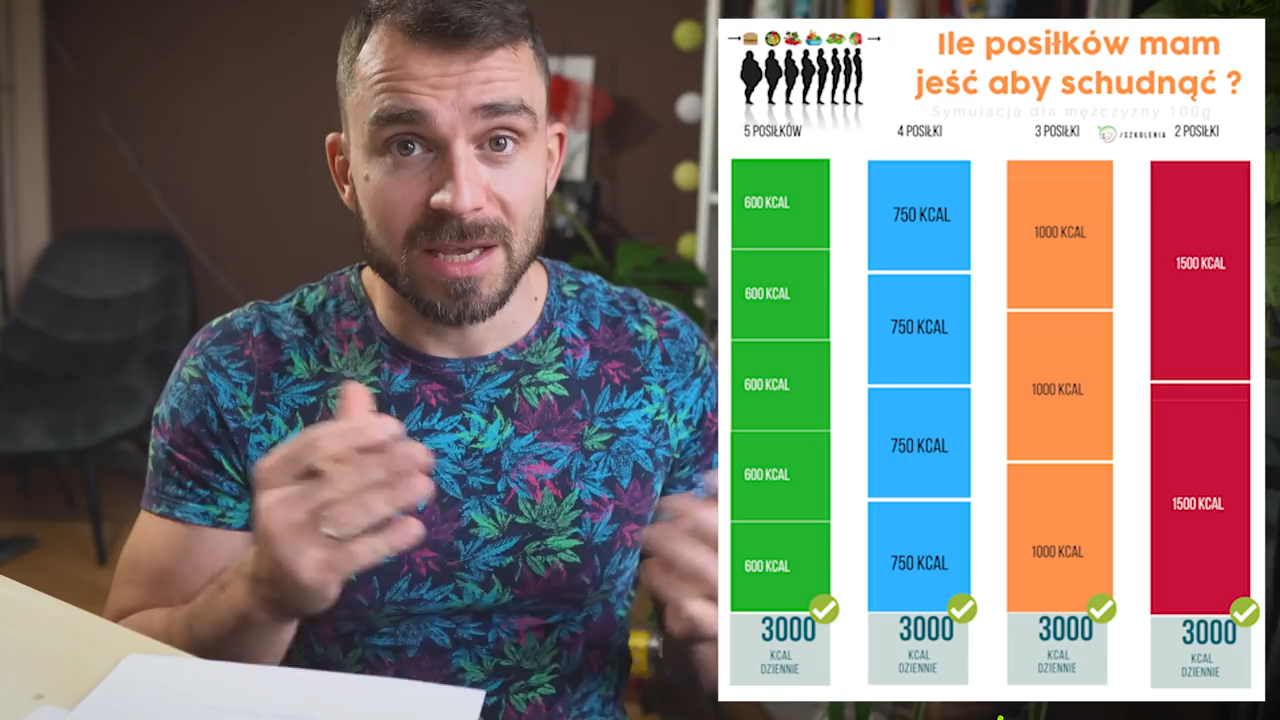 Ile posiłków mam
jeść aby schudnąć ?
Symulacja dla mężczyzny 100g
5 POSIŁKÓW
4 POSIŁKI
3 POSIŁKI
/SZKOLENIA
2 POSIŁKI
600 KCAL
600 KCAL
600 KCAL
600 KCAL
600 KCAL
3000
KCAL
DZIENNIE
750 KCAL
750 KCAL
750 KCAL
750 KCAL
3000
KCAL
DZIENNIE
1000 KCAL
1000 KCAL
1000 KCAL
3000
KCAL
DZIENNIE
1500 KCAL
1500 KCAL
3000
KCAL
DZIENNIE